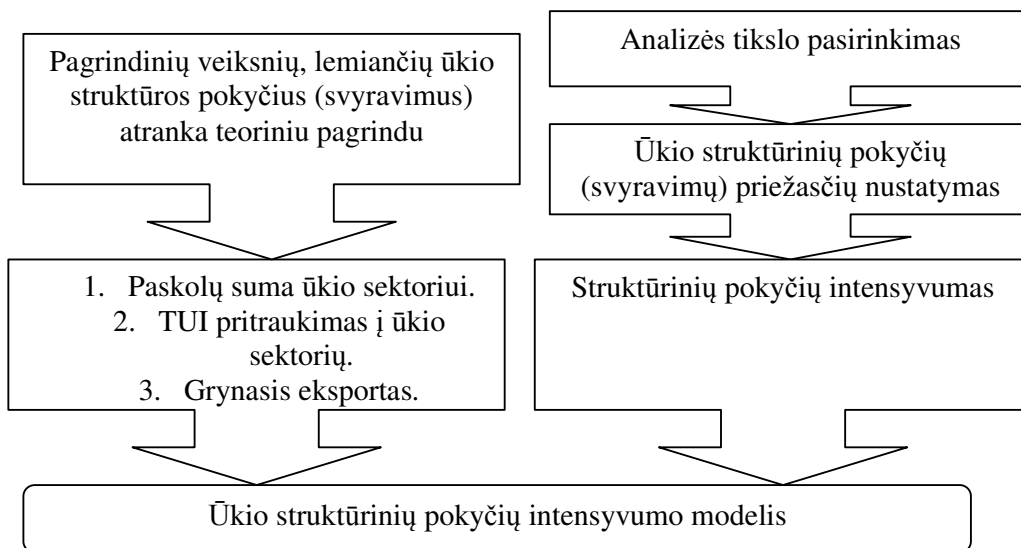 Pagrindinių veiksnių, lemiančių ūkio
struktūros pokyčius (svyravimus)
atranka teoriniu pagrindu
1. Paskolų suma ūkio sektoriui.
2. TUI pritraukimas į ūkio
sektorių.
3. Grynasis eksportas.
Analizės tikslo pasirinkimas
Ūkio struktūrinių pokyčių
(svyravimų) priežasčių nustatymas
Struktūrinių pokyčių intensyvumas
Ūkio struktūrinių pokyčių intensyvumo modelis